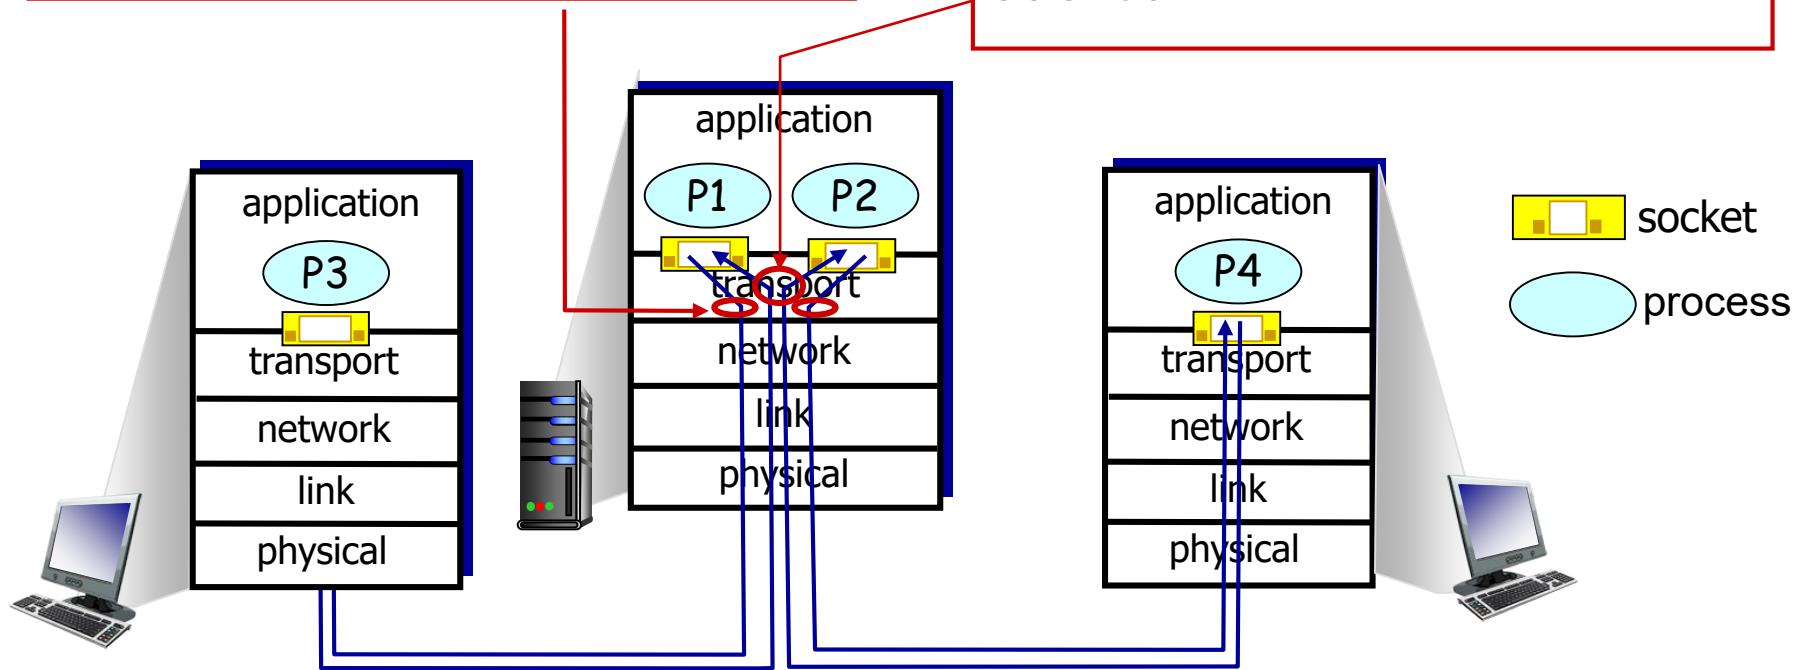 application
P1
P2
transport
network
link
physical
application
P3
transport
network
link
physical
application
P4
transport
network
link
physical
socket
process